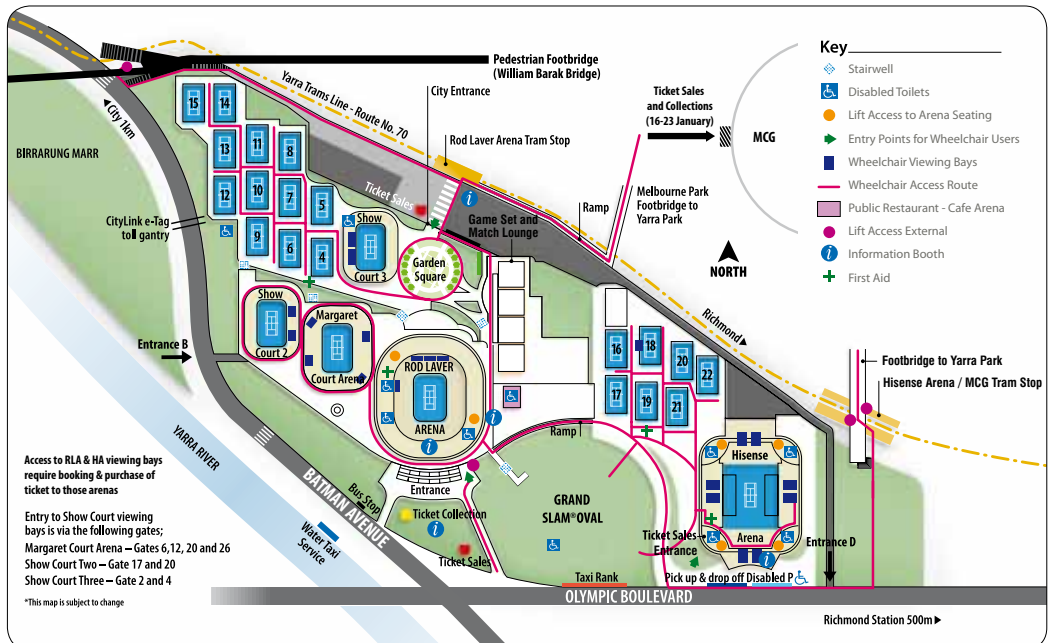 Pedestrian Footbridge
(William Barak Bridge)
Yarra Trams Line - Route No. 70
City Entrance
Rod Laver Arena Tram Stop
Ticket Sales
and Collections
(16-23 January)
MCG
Key
Stairwell
Disabled Toilets
Lift Access to Arena Seating
Entry Points for Wheelchair Users
Wheelchair Viewing Bays
Wheelchair Access Route
Public Restaurant - Cafe Arena
Lift Access External
Information Booth
First Aid
City 1km
BIRRARUNG MARR
CityLink e-Tag
toll gantry
15
14
13
11
8
12
10
7
5
9
6
4
Ticket Sales
Show
Court 3
Game Set and
Match Lounge
Garden
Square
Ramp
Melbourne Park
Footbridge to
Yarra Park
NORTH
Richmond
Entrance B
Show
Court 2
Margaret
Court Arena
ROD LAVER
ARENA
16
18
20
22
17
19
21
Footbridge to Yarra Park
Hisense Arena / MCG Tram Stop
Ramp
Hisense
Arena
YARRA RIVER
BATMAN AVENUE
Bus Stop
Water Taxi
Service
Entrance
Ticket Collection
Ticket Sales
GRAND
SLAM®OVAL
Ticket Sales
Entrance
Entrance D
Taxi Rank
Pick up & drop off
Disabled P
OLYMPIC BOULEVARD
Richmond Station 500m
Access to RLA & HA viewing bays
require booking & purchase of
ticket to those arenas
Entry to Show Court viewing
bays is via the following gates;
Margaret Court Arena – Gates 6,12, 20 and 26
Show Court Two – Gate 17 and 20
Show Court Three – Gate 2 and 4
*This map is subject to change